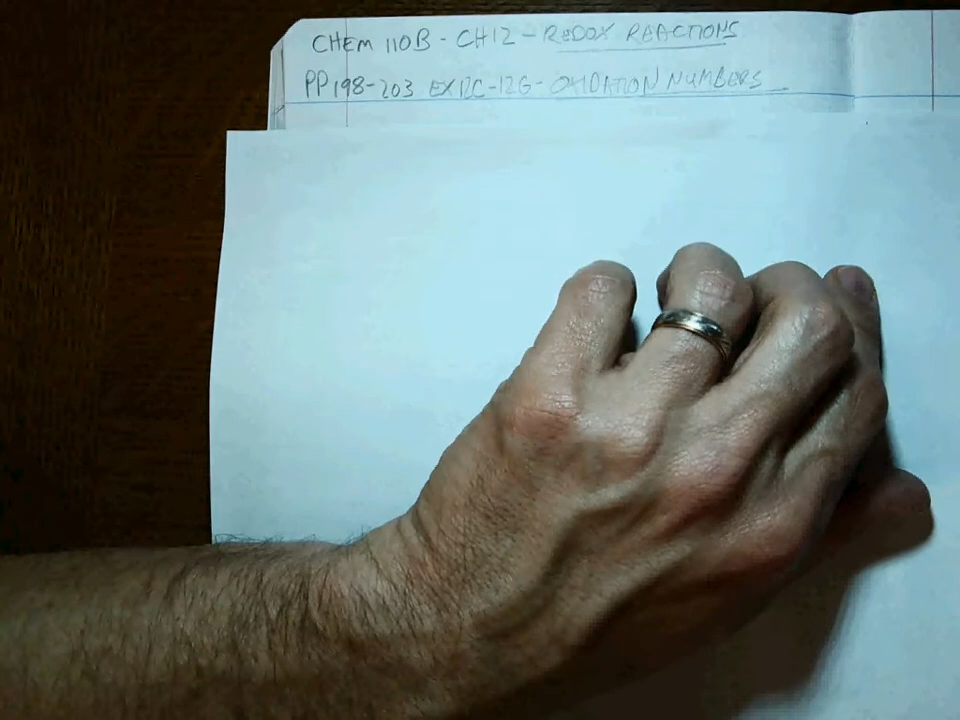 CHEM 110B - CH12 - REDOX REACTIONS
PP198-203 EX12C-12G - OXIDATION NUMBERS